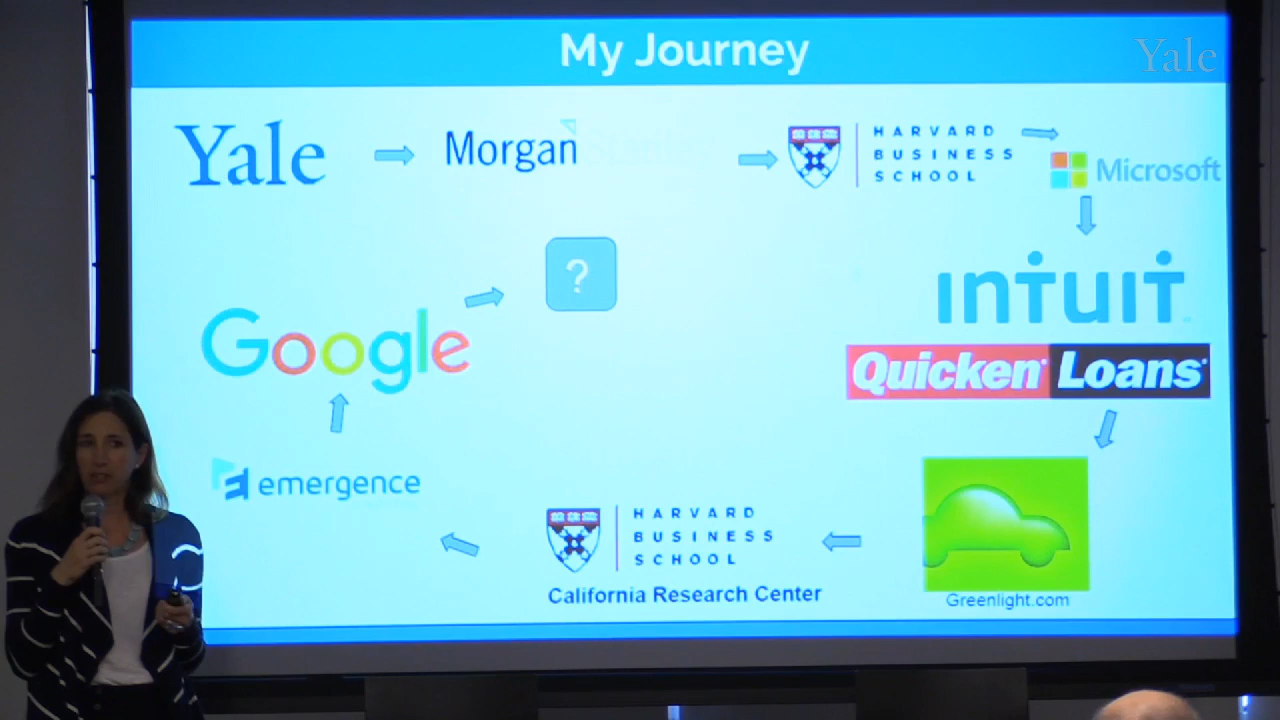 My Journey
Yale
Yale
Morgan Stanley
HARVARD
BUSINESS
SCHOOL
Microsoft
?
intuit
Google
Quicken Loans
emergence
HARVARD
BUSINESS
SCHOOL
California Research Center
Greenlight.com